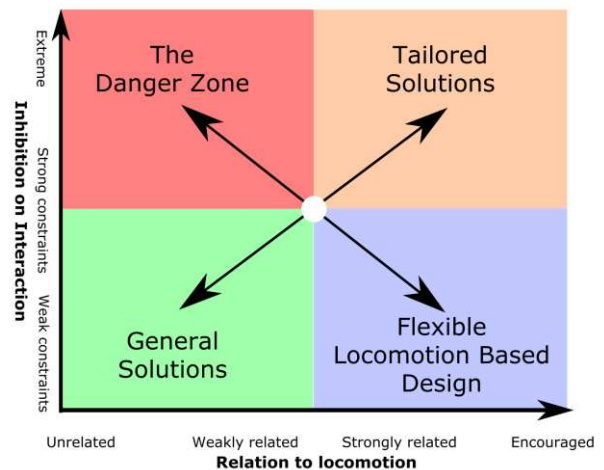 The
Danger Zone
Tailored
Solutions
General
Solutions
Flexible
Locomotion Based
Design
Inhibition on Interaction
Extreme
Strong constraints
Weak constraints
Unrelated
Weakly related
Strongly related
Encouraged
Relation to locomotion